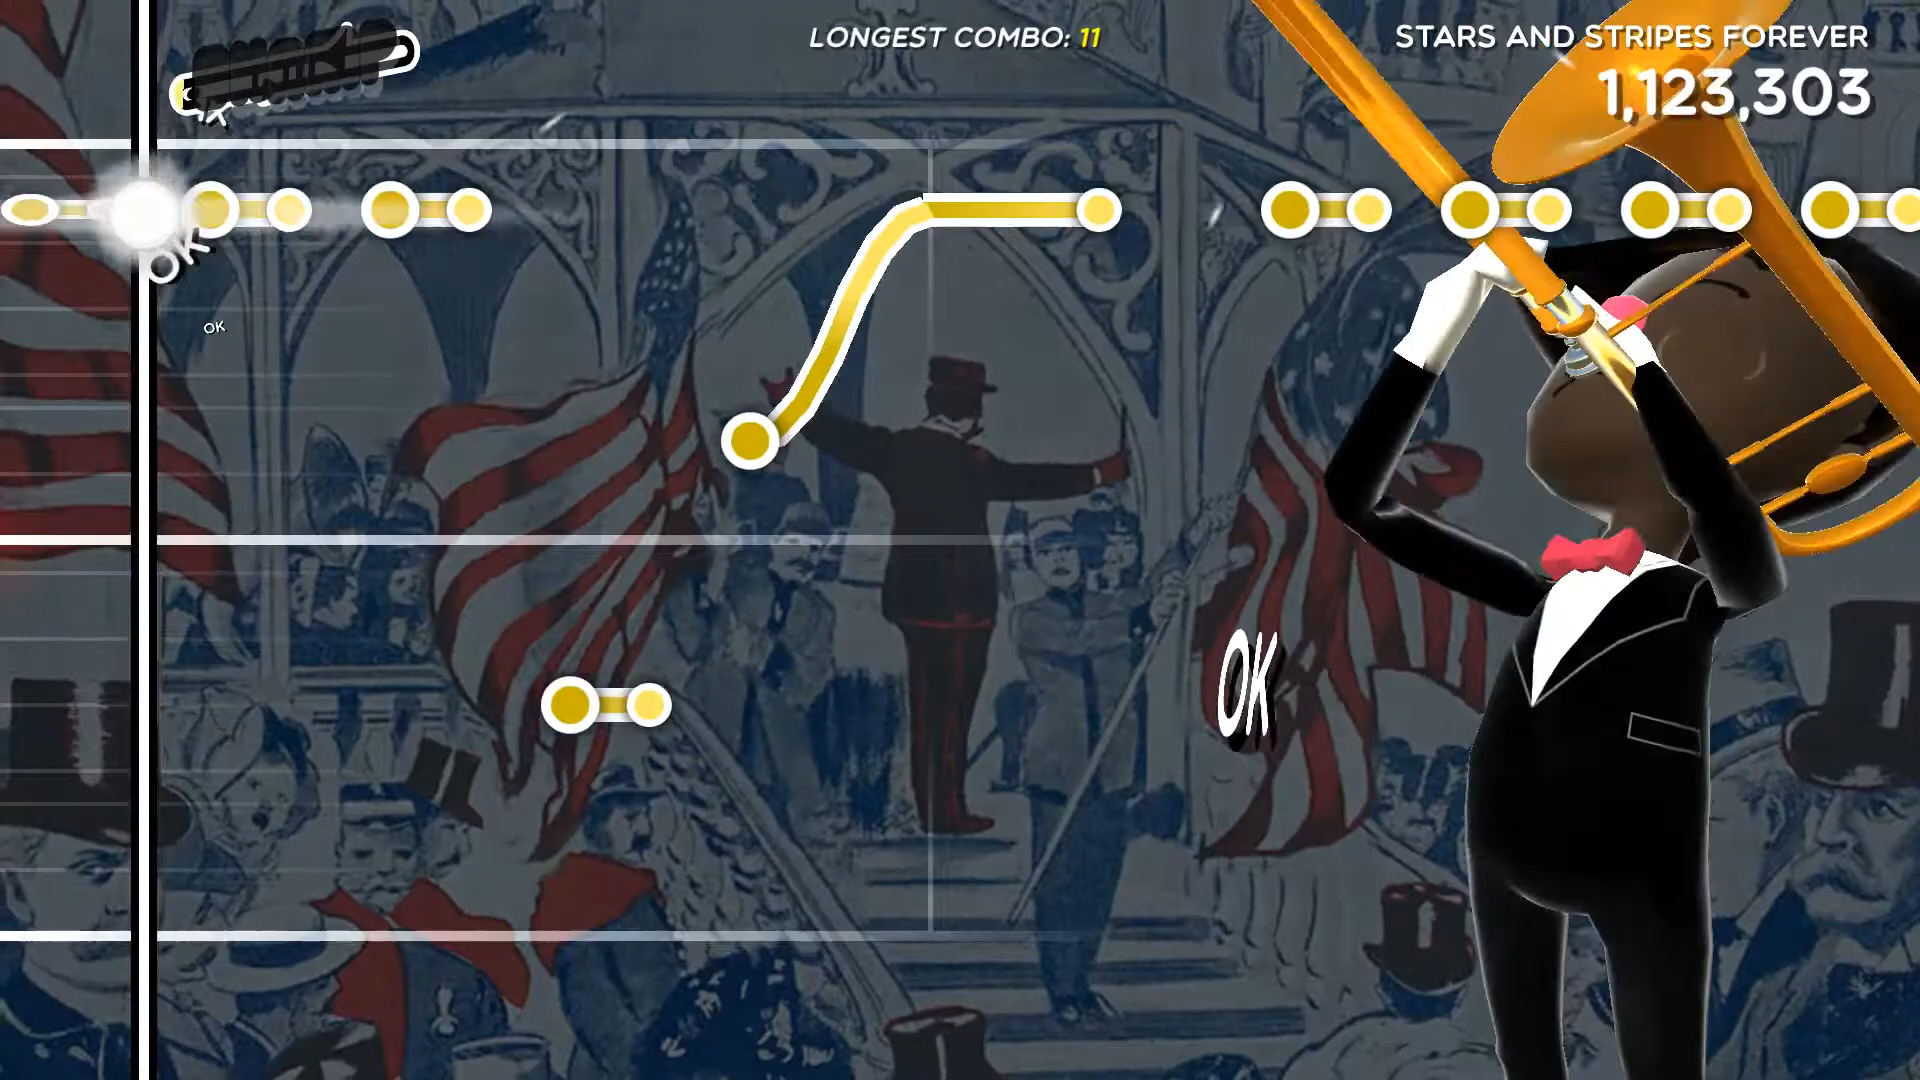 LONGEST COMBO: 11
STARS AND STRIPES FOREVER
1,123,303
OK
OK
OK